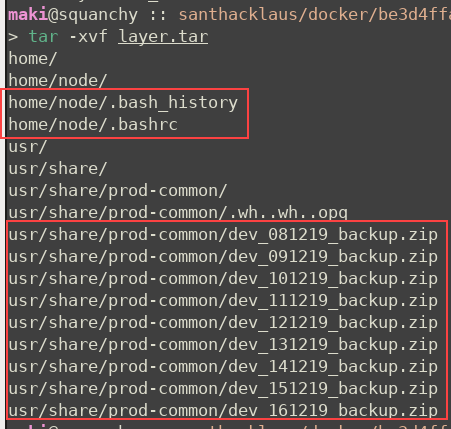 maki@squanchy :: santhacklaus/docker/be3d4ffa
> tar -xvf layer.tar
home/
home/node/
home/node/.bash_history
home/node/.bashrc
usr/
usr/share/
usr/share/prod-common/
usr/share/prod-common/.wh..wh..opq
usr/share/prod-common/dev_081219_backup.zip
usr/share/prod-common/dev_091219_backup.zip
usr/share/prod-common/dev_101219_backup.zip
usr/share/prod-common/dev_111219_backup.zip
usr/share/prod-common/dev_121219_backup.zip
usr/share/prod-common/dev_131219_backup.zip
usr/share/prod-common/dev_141219_backup.zip
usr/share/prod-common/dev_151219_backup.zip
usr/share/prod-common/dev_161219_backup.zip